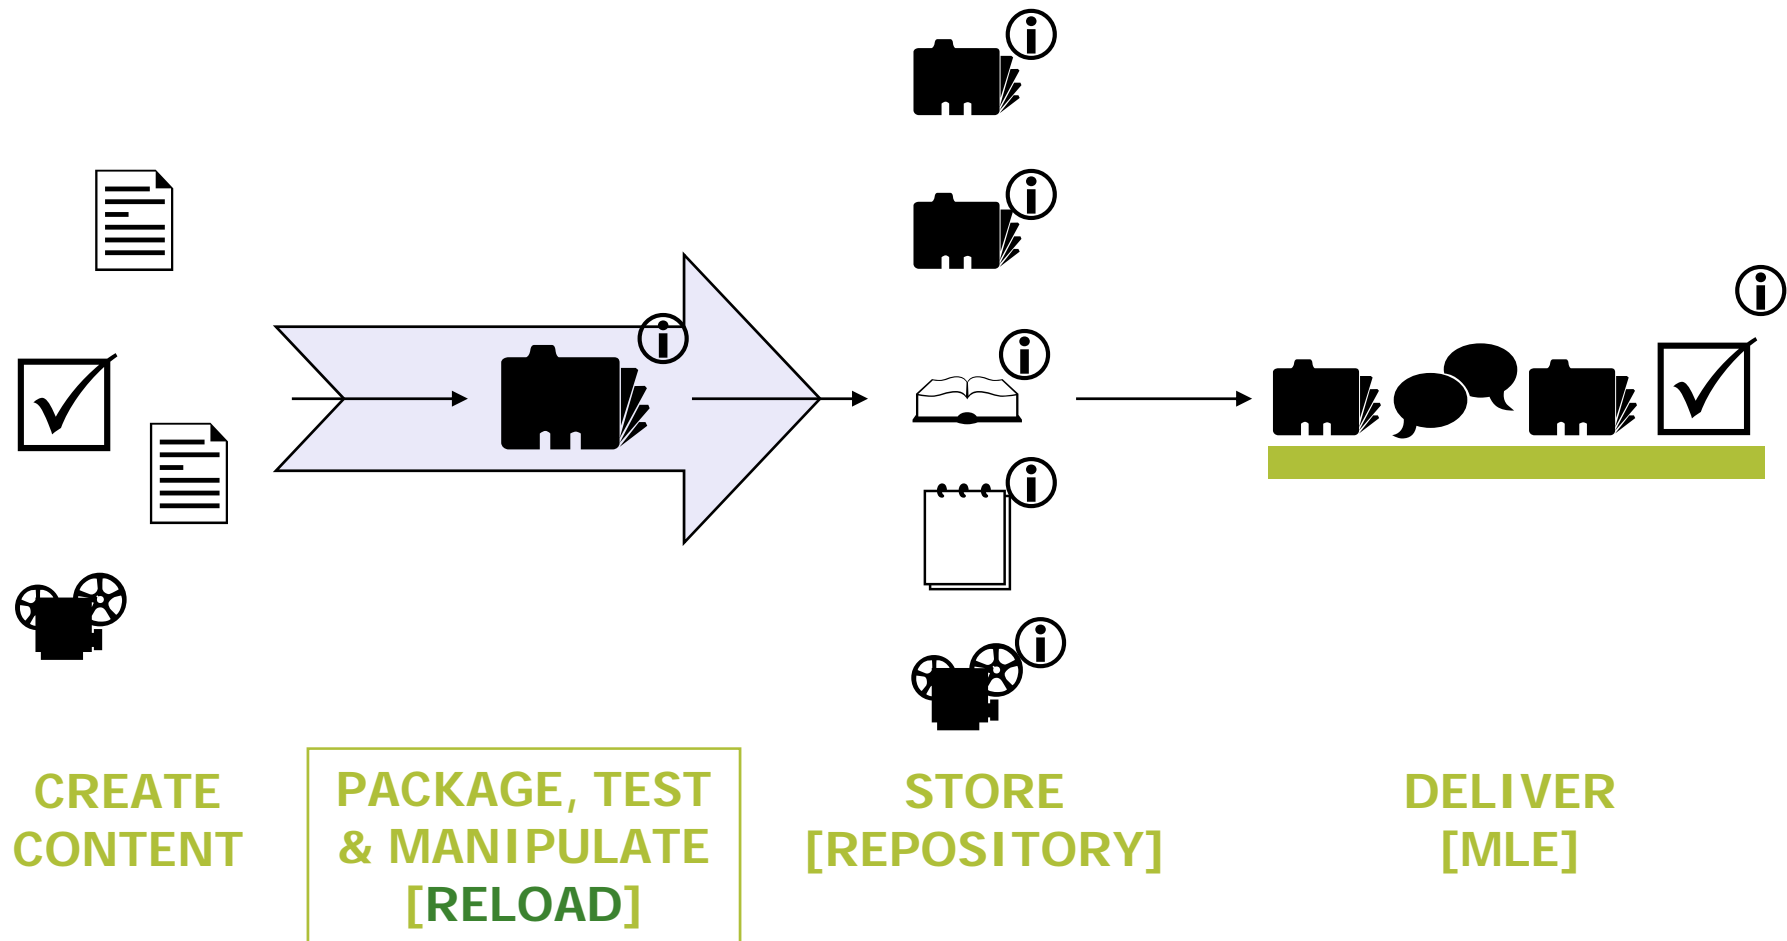 CREATE
CONTENT
PACKAGE, TEST
& MANIPULATE
[RELOAD]
STORE
[REPOSITORY]
DELIVER
[MLE]